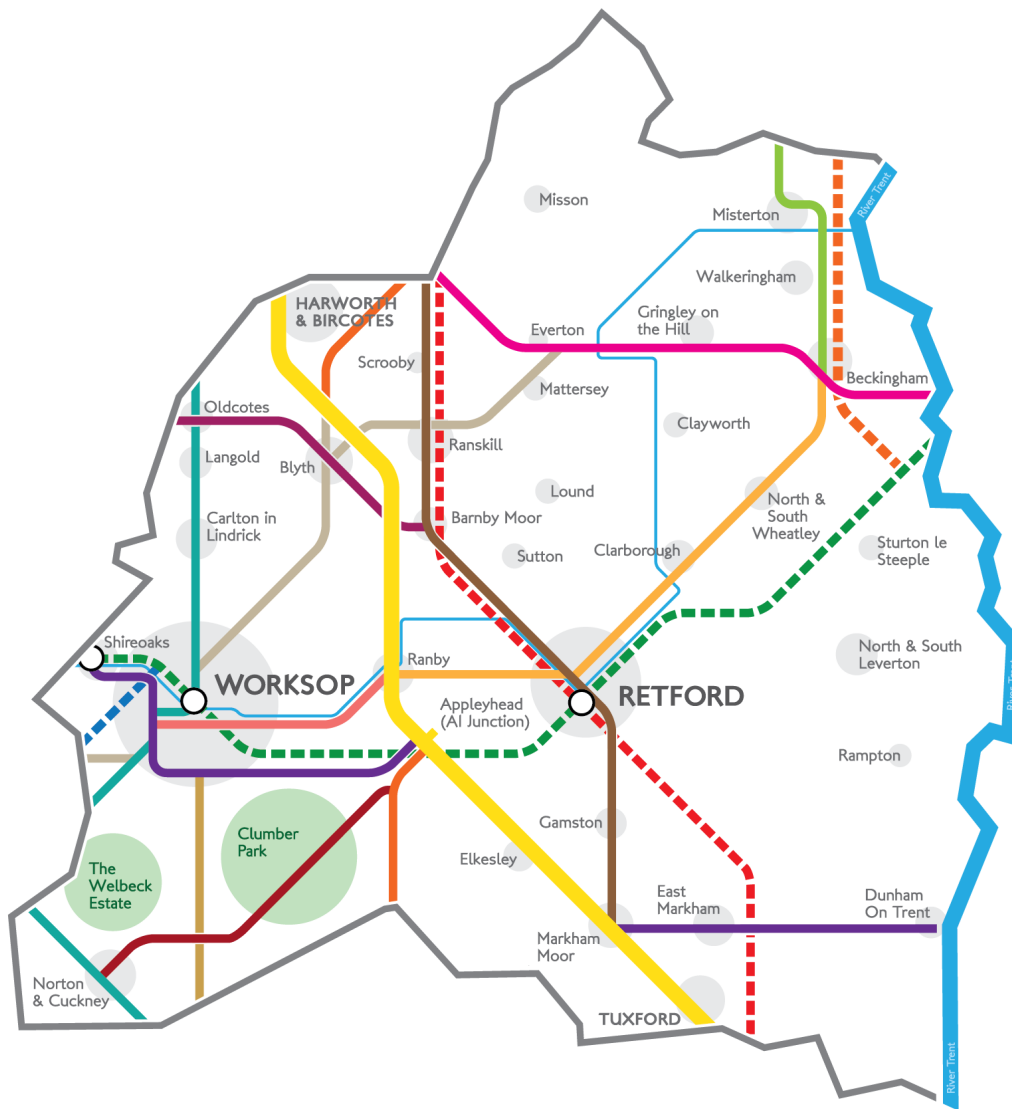 River Trent
Misson
Misterton
Walkeringham
HARWORTH
& BIRCOTES
Gringley on
the Hill
Everton
Scrooby
Beckingham
Mattersey
Oldcotes
Clayworth
Ranskill
Langold
Blyth
Lound
North &
South
Wheatley
Carlton in
Lindrick
Barnby Moor
Sutton
Clarborough
Sturton le
Steeple
Shireoaks
North & South
Leverton
Ranby
WORKSOP
RETFORD
River Trent
Appleyhead
(AI Junction)
Rampton
Gamston
Clumber
Park
Elkesley
The
Welbeck
Estate
East
Markham
Dunham
On Trent
Markham
Moor
Norton
& Cuckney
TUXFORD
River Trent